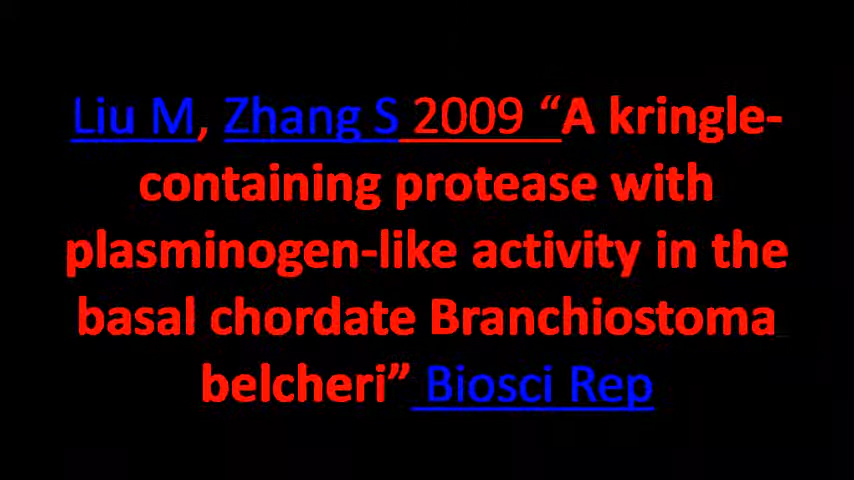 Liu M, Zhang S 2009 “A kringle-
containing protease with
plasminogen-like activity in the
basal chordate Branchiostoma
belcheri” Biosci Rep